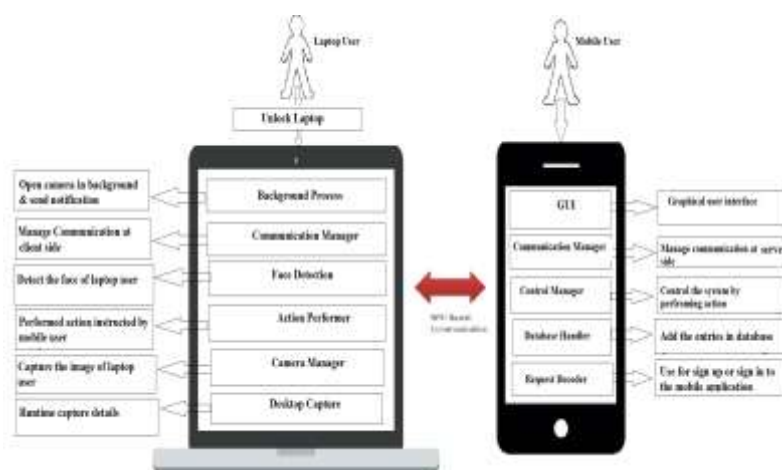 Laptop User
Mobile User
Unlock Laptop
Open camera in background
& send notification
Manage Communication at
client side
Detect the face of laptop user
Performed action instructed by
mobile user
Capture the image of laptop
user
Runtime capture details
Background Process
Communication Manager
Face Detection
Action Performer
Camera Manager
Desktop Capture
GUI
Communication Manager
Control Manager
Database Handler
Request Decoder
Graphical user interface
Manage communication at server
side
Control the system by
performing action
Add the entries in database
Use for sign up or sign in to
the mobile application